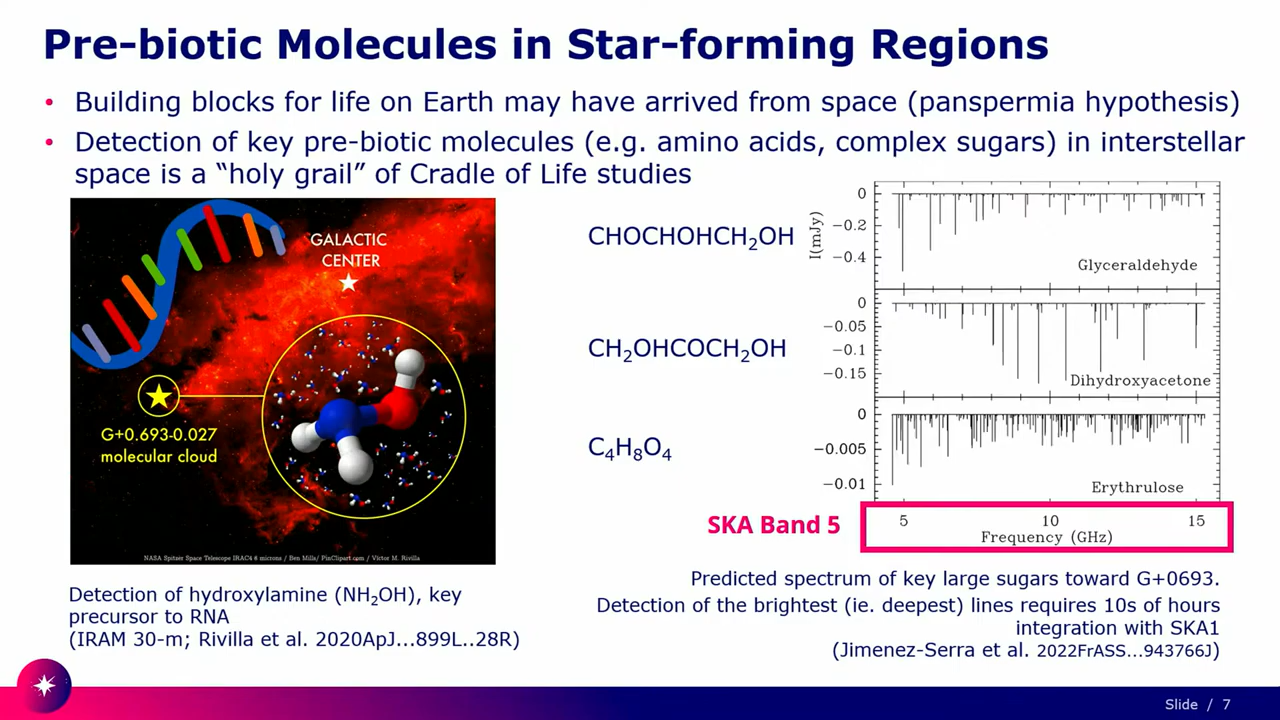 Pre-biotic Molecules in Star-forming Regions
• Building blocks for life on Earth may have arrived from space (panspermia hypothesis)
• Detection of key pre-biotic molecules (e.g. amino acids, complex sugars) in interstellar
space is a “holy grail” of Cradle of Life studies
GALACTIC
CENTER
G+0.693-0.027
molecular cloud
NASA Spitzer Space Telescope IRAC4 8 microns / Ben Mills/ PinClipart.com / Víctor M. Rivilla
Detection of hydroxylamine (NH₂OH), key
precursor to RNA
(IRAM 30-m; Rivilla et al. 2020ApJ...899L..28R)
CHOCHOHCH₂OH
CH₂OHCOCH₂OH
C₄H₈O₄
I(mJy)
0
−0.2
−0.4
Glyceraldehyde
0
−0.05
−0.1
−0.15
Dihydroxyacetone
0
−0.005
−0.01
Erythrulose
SKA Band 5
5 10 15
Frequency (GHz)
Predicted spectrum of key large sugars toward G+0693.
Detection of the brightest (ie. deepest) lines requires 10s of hours
integration with SKA1
(Jimenez-Serra et al. 2022FrASS...943766J)
Slide / 7